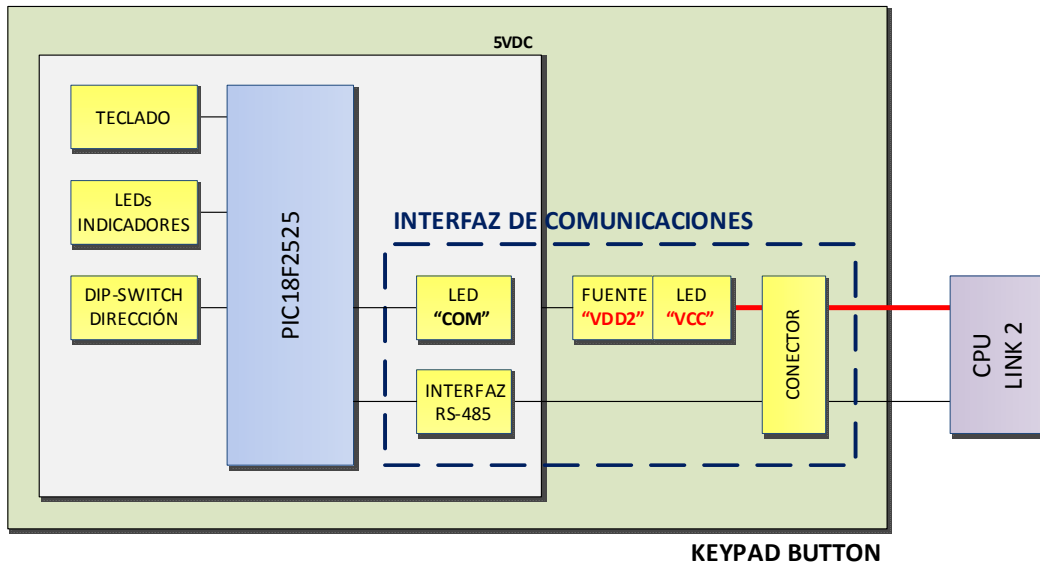 5VDC
TECLADO
LEDs
INDICADORES
DIP-SWITCH
DIRECCIÓN
PIC18F2525
INTERFAZ DE COMUNICACIONES
LED
“COM”
INTERFAZ
RS-485
FUENTE
“VDD2”
LED
“VCC”
CONECTOR
CPU
LINK 2
KEYPAD BUTTON